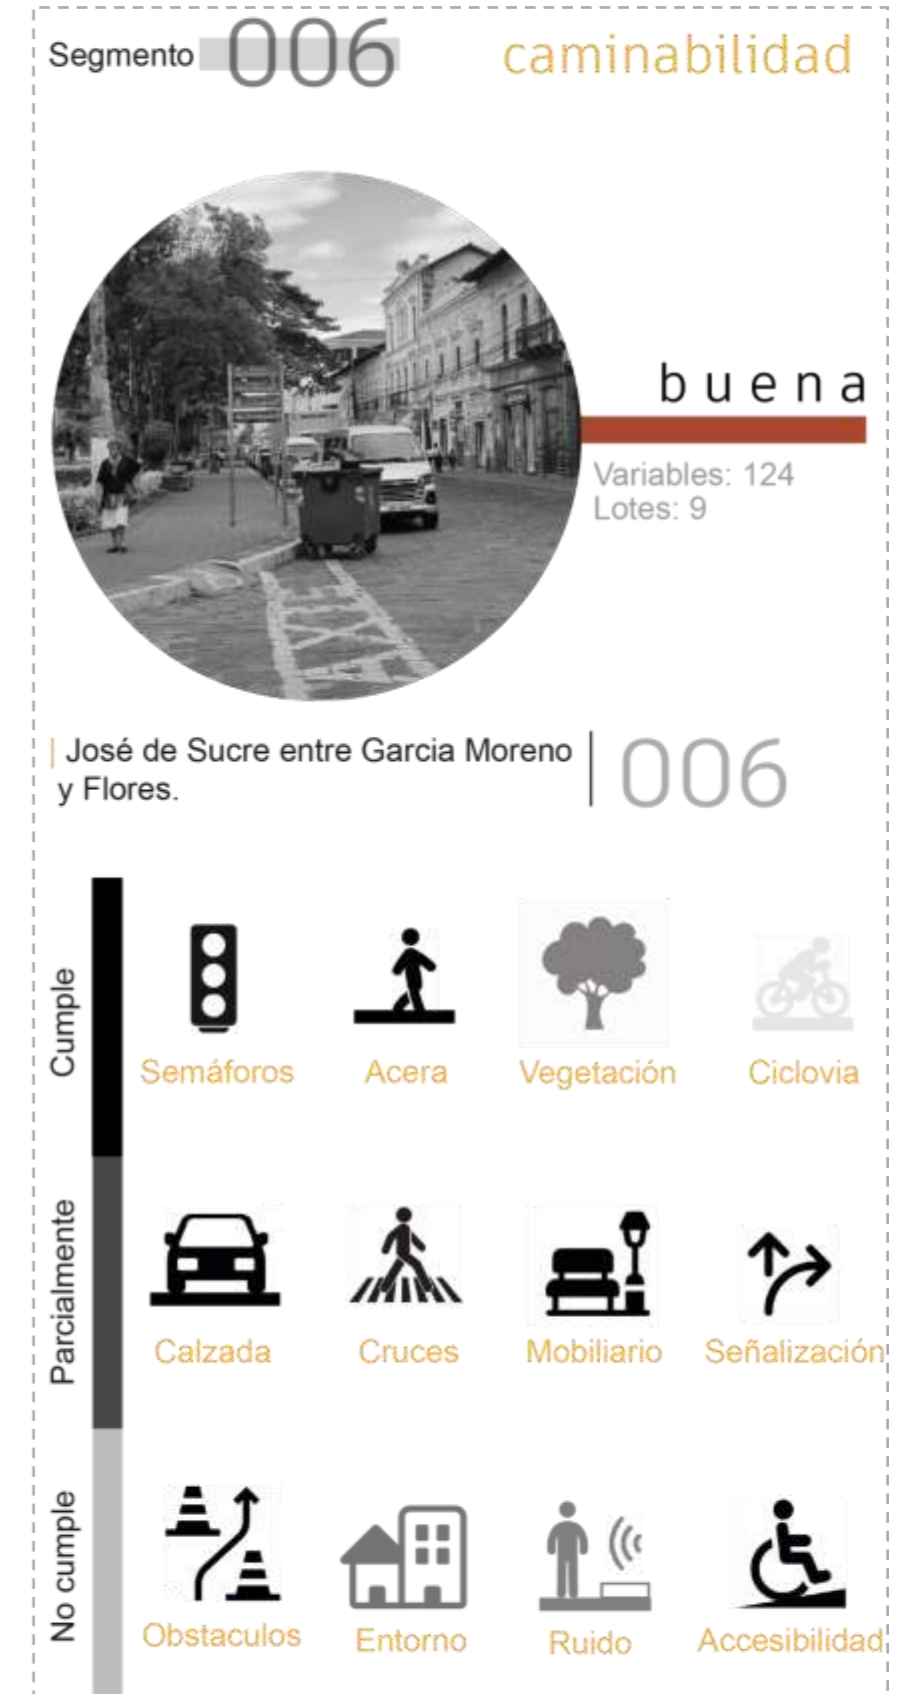 Segmento 006
caminabilidad
buena
Variables: 124
Lotes: 9
José de Sucre entre Garcia Moreno
y Flores.
006
Cumple
Semáforos Acera Vegetación Ciclovia
Parcialmente
Calzada Cruces Mobiliario Señalización
No cumple
Obstaculos Entorno Ruido Accesibilidad